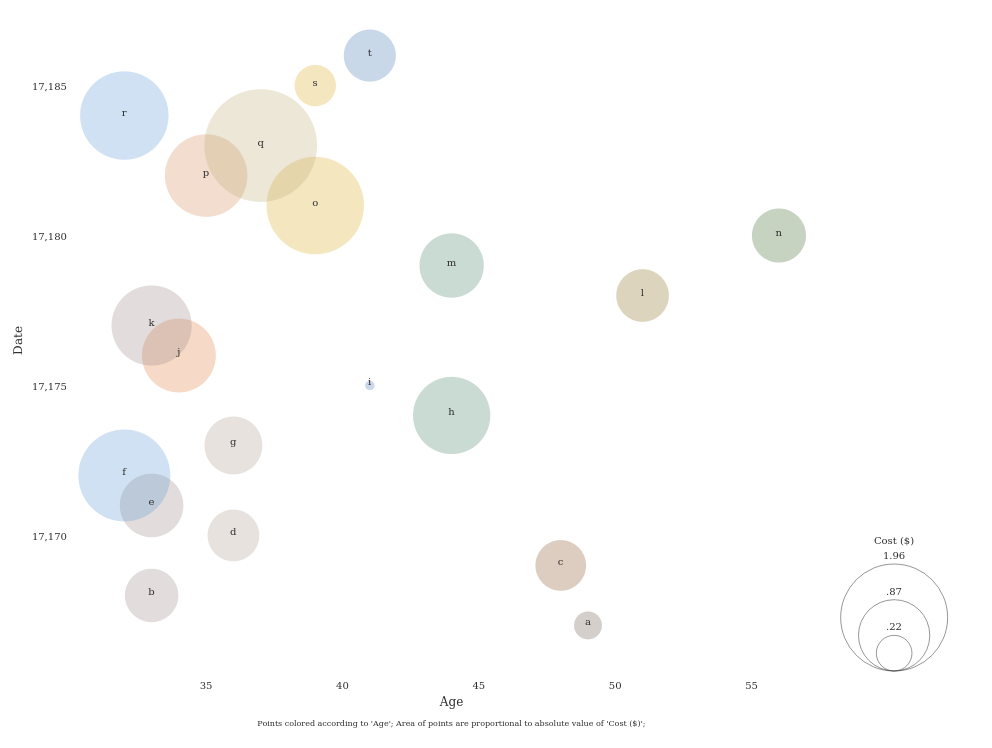 t
s
17,185
r
q
p
o
17,180
n
m
l
k
j
Date
17,175
i
h
g
f
e
17,170
d
c
b
a
Cost ($)
1.96
.87
.22
35
40
45
50
55
Age
Points colored according to 'Age'; Area of points are proportional to absolute value of 'Cost ($)';